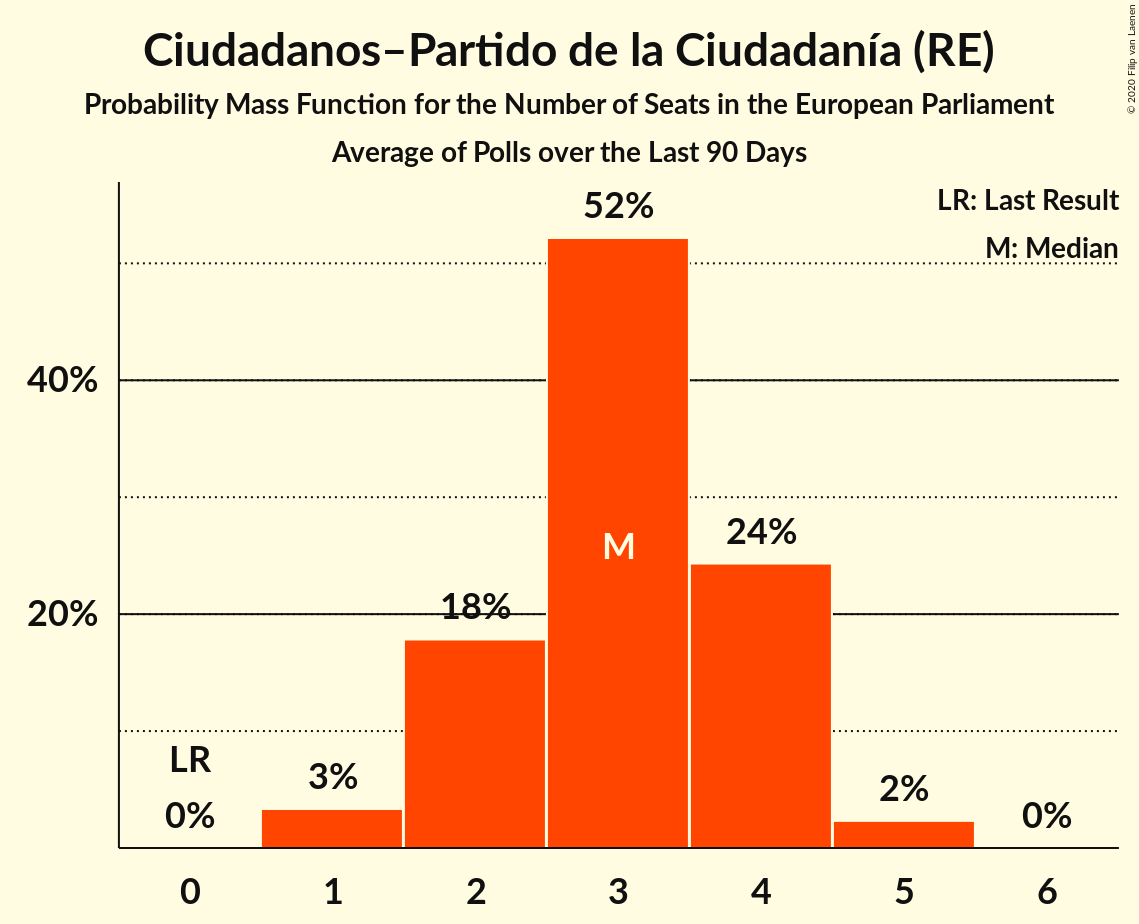 Ciudadanos–Partido de la Ciudadanía (RE)
Probability Mass Function for the Number of Seats in the European Parliament
Average of Polls over the Last 90 Days
© 2020 Filip van Laenen
LR: Last Result
M: Median
52%
40%
24%
M
20%
18%
LR
3%
2%
0%
0%
0 1 2 3 4 5 6